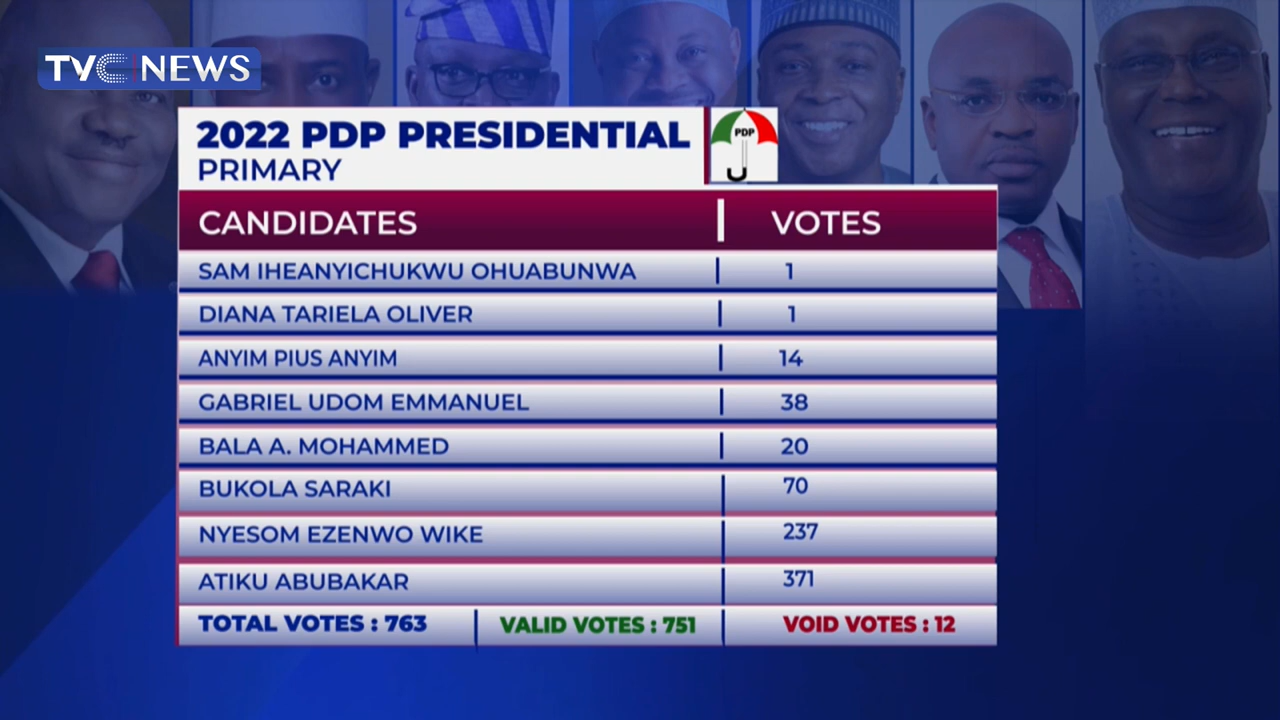 TVC NEWS
2022 PDP PRESIDENTIAL
PRIMARY
PDP
CANDIDATES VOTES
SAM IHEANYICHUKWU OHUABUNWA 1
DIANA TARIELA OLIVER 1
ANYIM PIUS ANYIM 14
GABRIEL UDOM EMMANUEL 38
BALA A. MOHAMMED 20
BUKOLA SARAKI 70
NYESOM EZENWO WIKE 237
ATIKU ABUBAKAR 371
TOTAL VOTES : 763 VALID VOTES : 751 VOID VOTES : 12